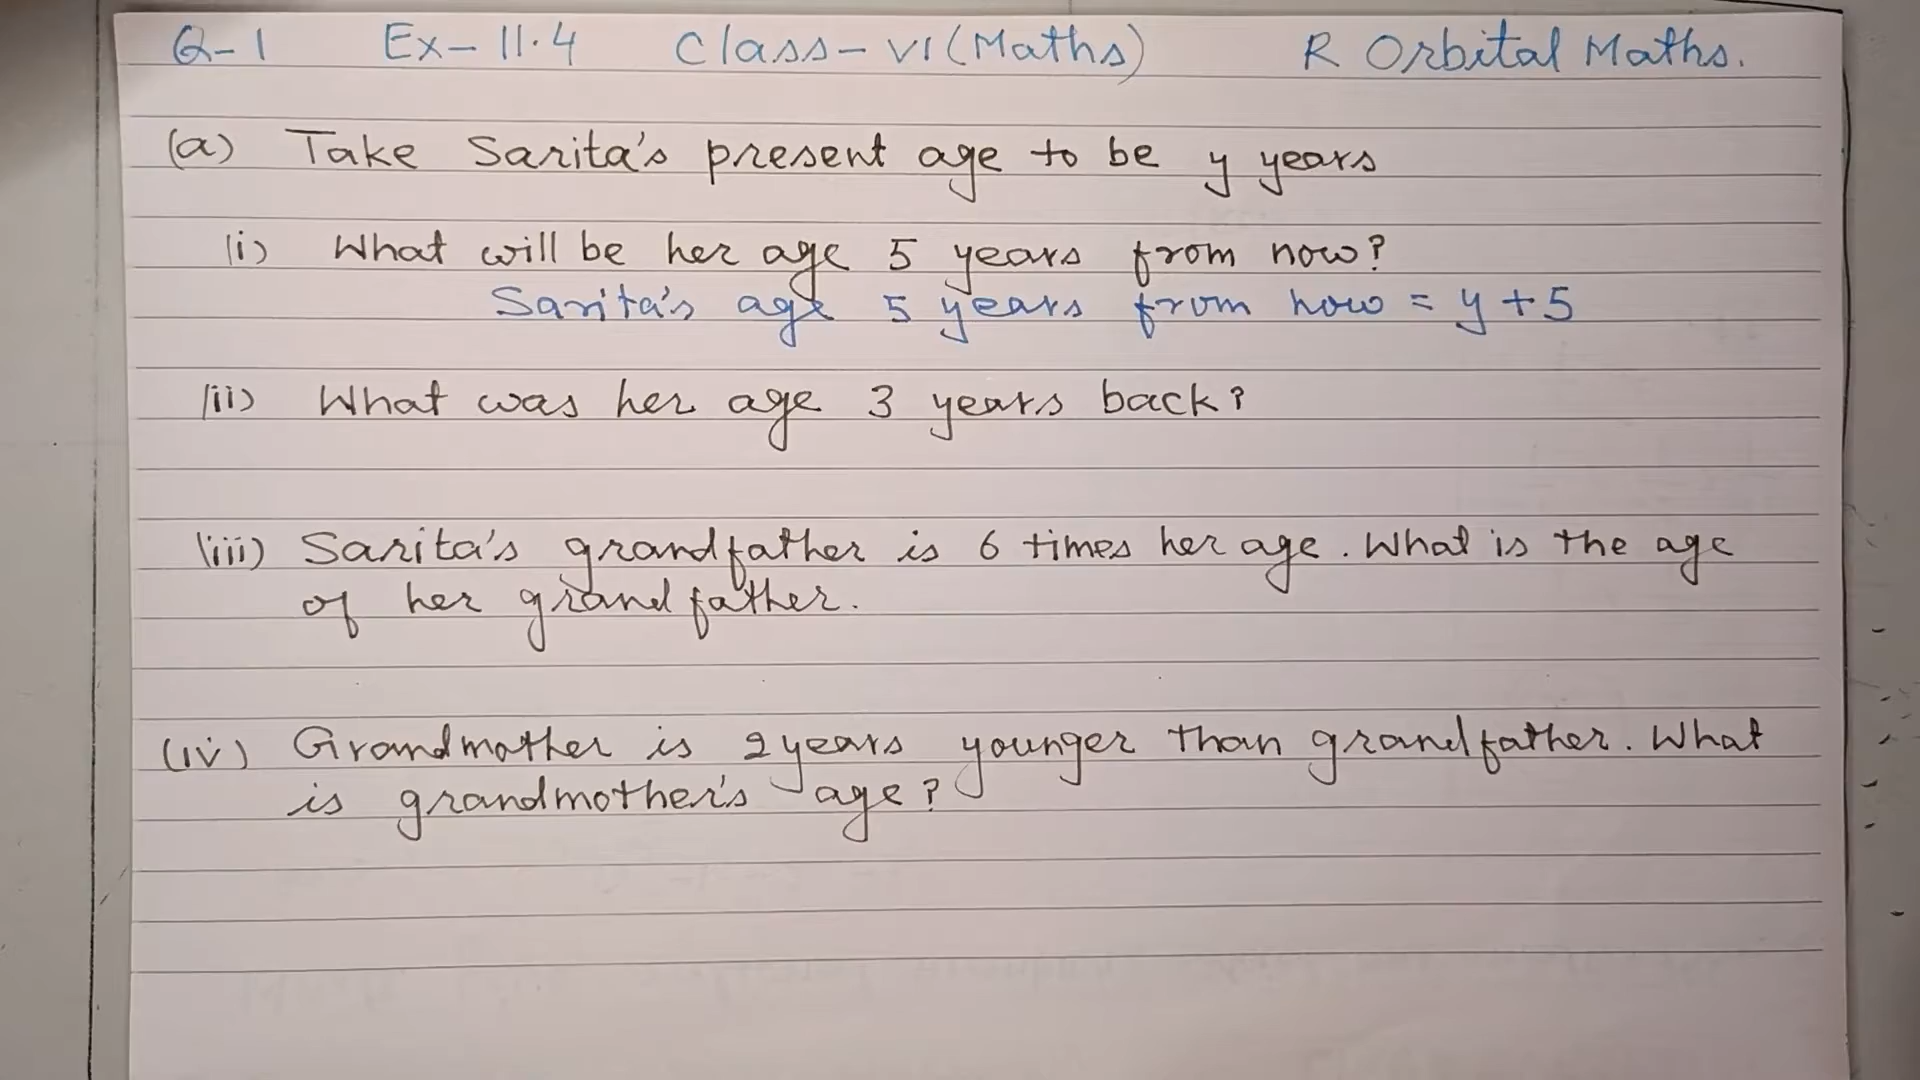 Q-1 Ex-11.4 Class-VI (Maths) R Orbital Maths.
(a) Take Sarita's present age to be y years
(i) What will be her age 5 years from now?
Sarita's age 5 years from now = y + 5
(ii) What was her age 3 years back?
(iii) Sarita's grandfather is 6 times her age. What is the age
of her grandfather.
(iv) Grandmother is 2 years younger than grandfather. What
is grandmother's age?